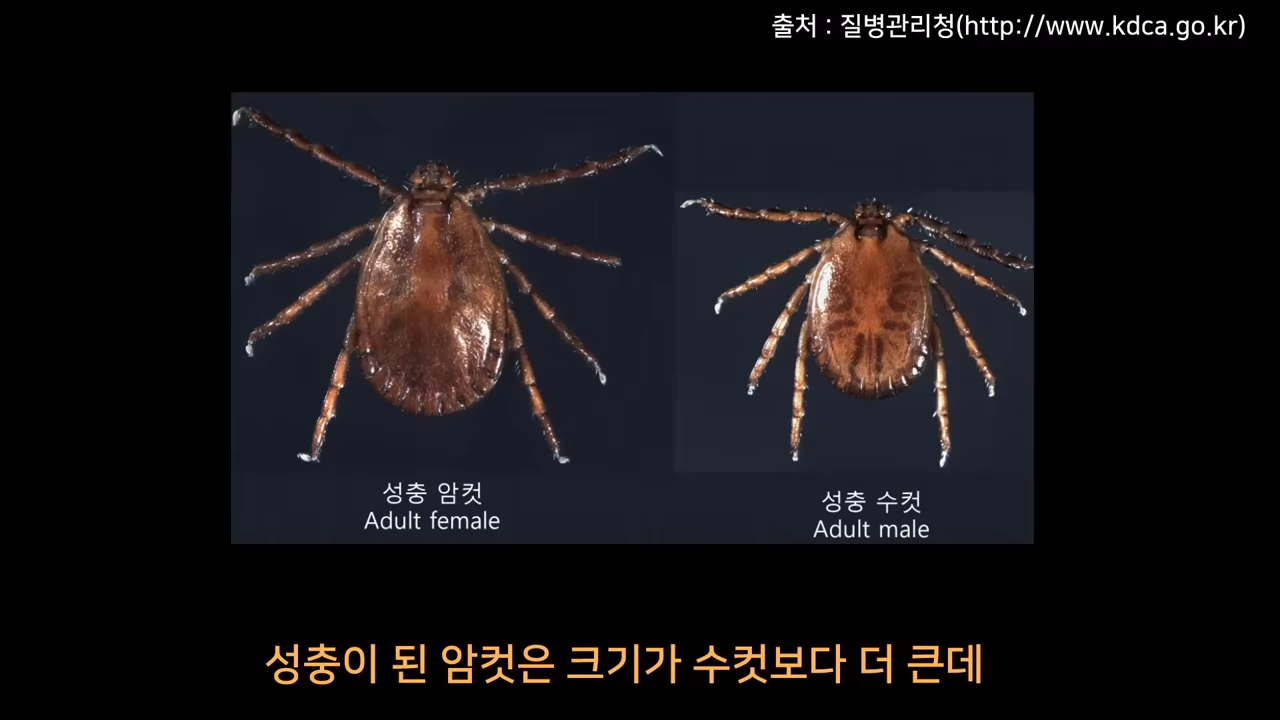 출처 : 질병관리청(http://www.kdca.go.kr)
성충 암컷
Adult female
성충 수컷
Adult male
성충이 된 암컷은 크기가 수컷보다 더 큰데